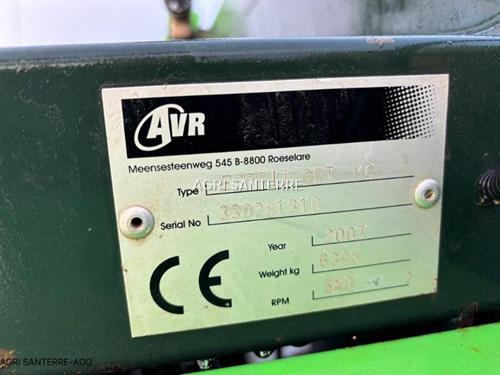 AVR
Meensesteenweg 545 B-8800 Roeselare
Type
AGRI SANTERRE
Serial No
Year 2007
Weight kg
RPM 540
CE
AGRI SANTERRE-ADO